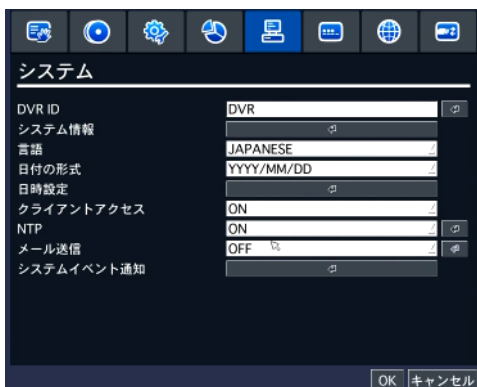 システム
DVR ID DVR
システム情報
言語 JAPANESE
日付の形式 YYYY/MM/DD
日時設定
クライアントアクセス ON
NTP ON
メール送信 OFF
システムイベント通知
OK キャンセル